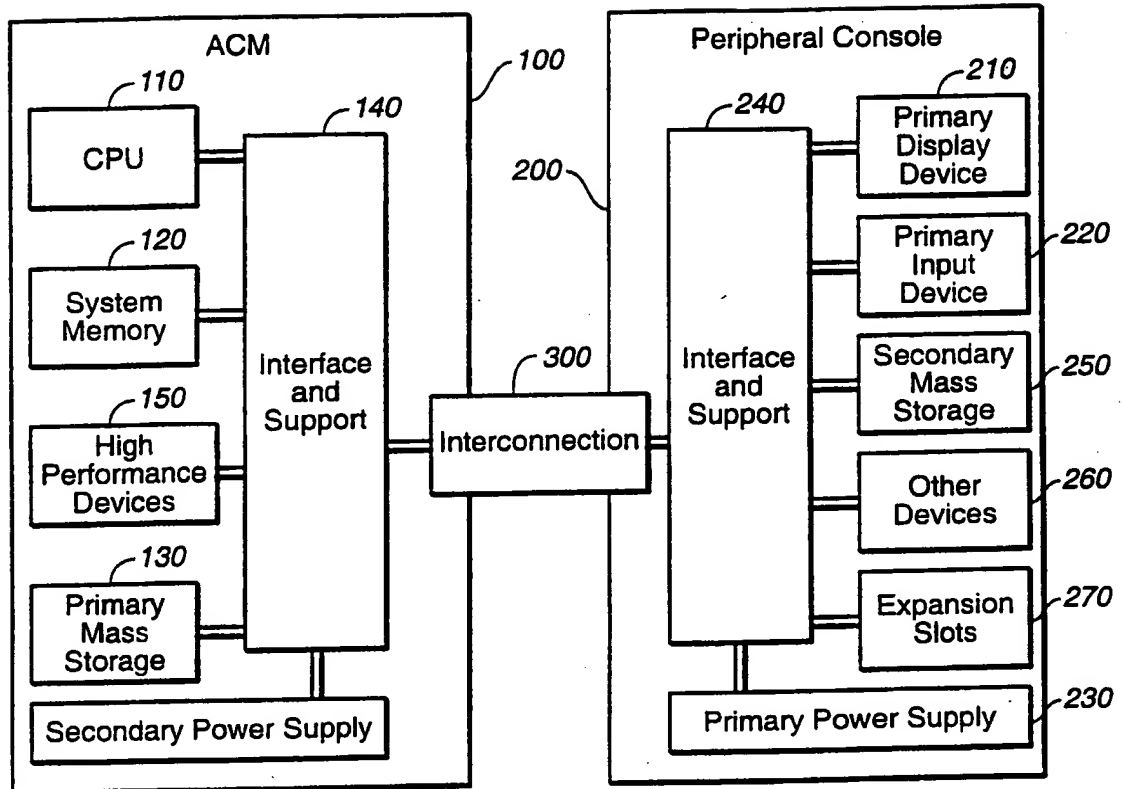 ACM
100
110
CPU
140
Interface
and
Support
120
System
Memory
150
High
Performance
Devices
130
Primary
Mass
Storage
Secondary Power Supply
300
Interconnection
Peripheral Console
200
240
Interface
and
Support
210
Primary
Display
Device
Primary
Input
Device
220
Secondary
Mass
Storage
250
Other
Devices
260
Expansion
Slots
270
Primary Power Supply
230